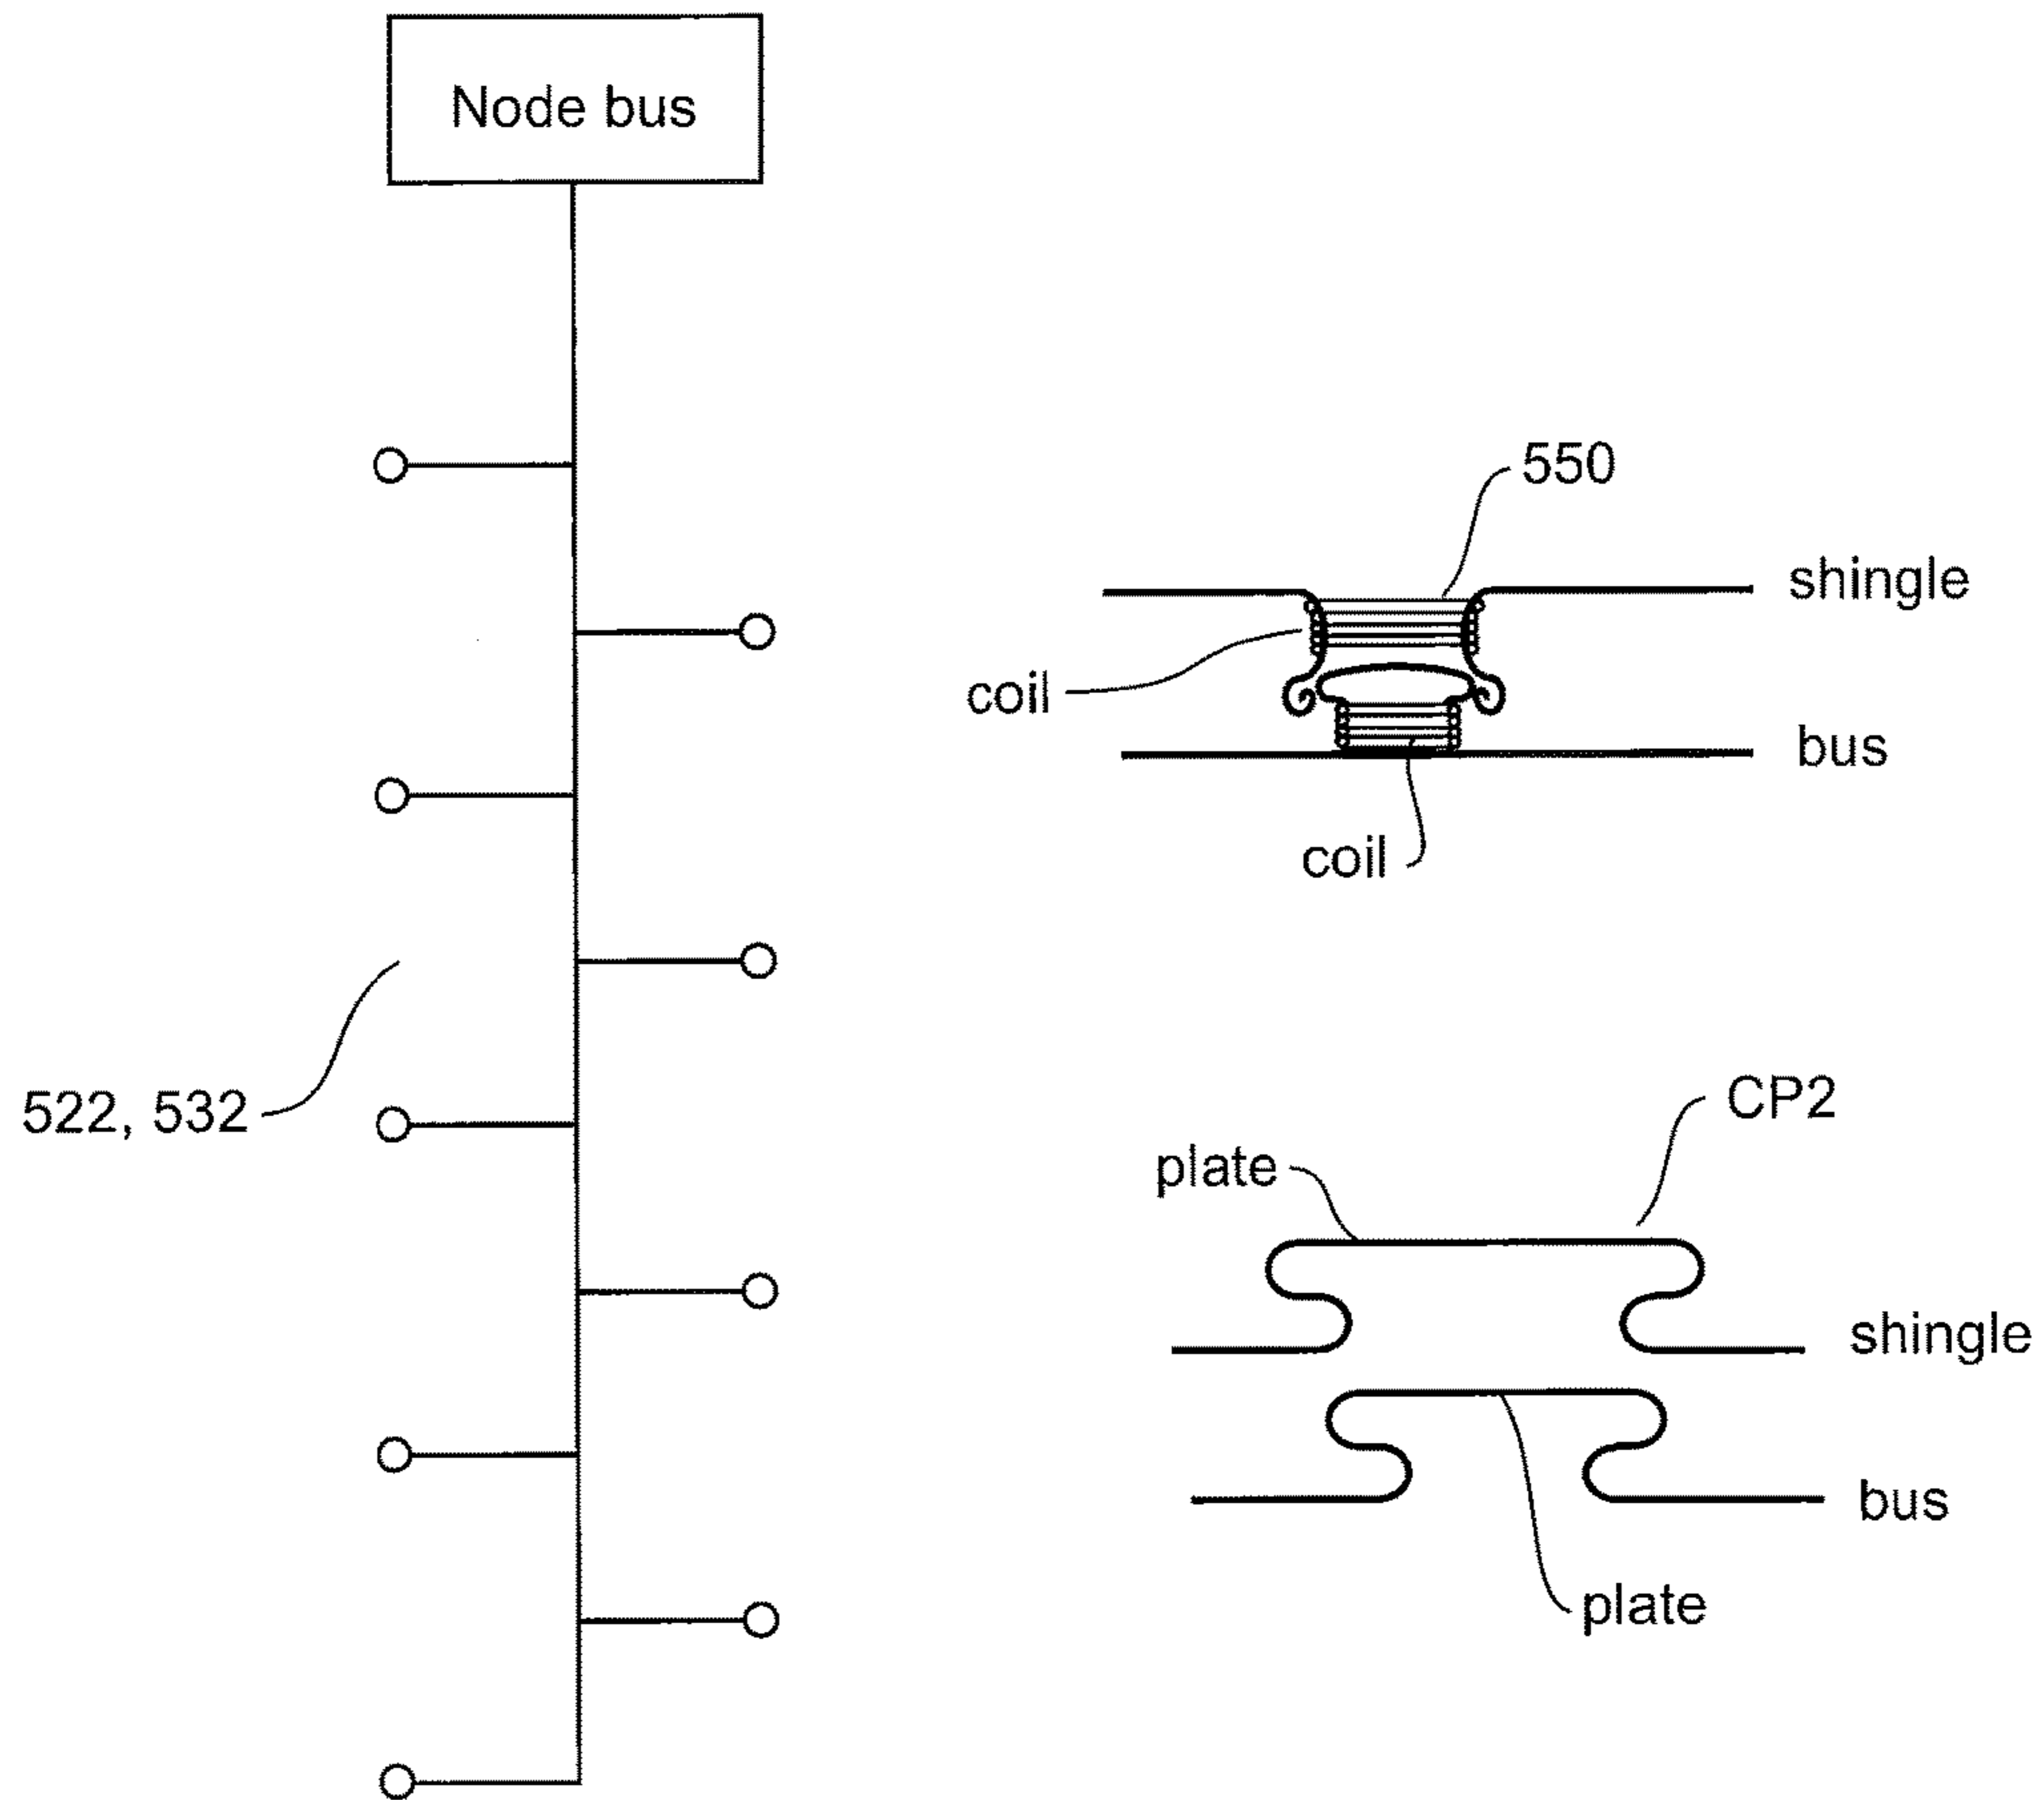 Node bus
550
shingle
coil
bus
coil
522, 532
CP2
plate
shingle
bus
plate